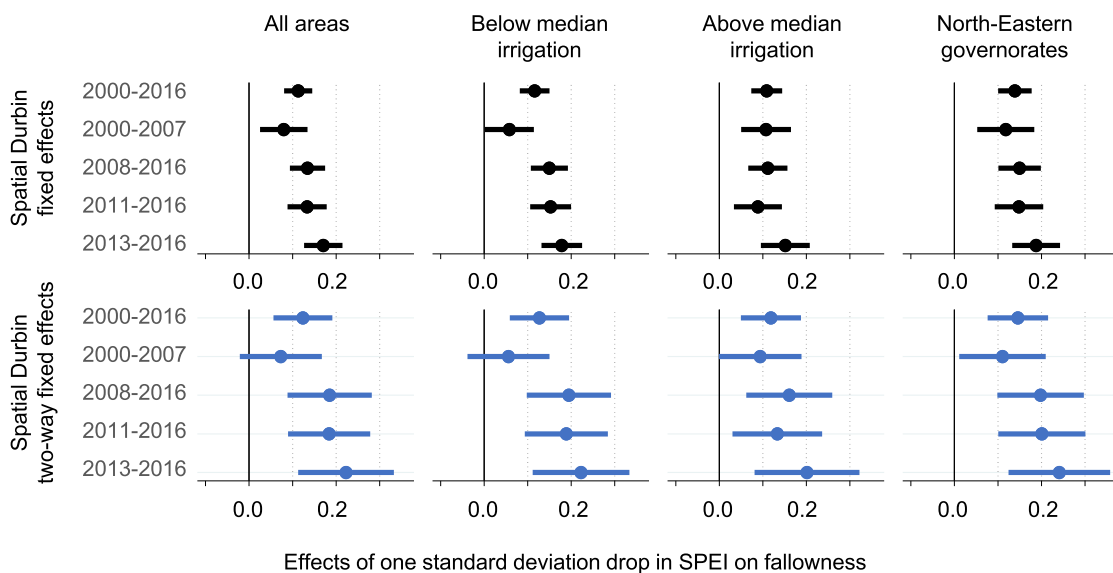 All areas
Below median
irrigation
Above median
irrigation
North-Eastern
governorates
Spatial Durbin
fixed effects
2000-2016
2000-2007
2008-2016
2011-2016
2013-2016
0.0 0.2 0.0 0.2 0.0 0.2 0.0 0.2
Spatial Durbin
two-way fixed effects
2000-2016
2000-2007
2008-2016
2011-2016
2013-2016
0.0 0.2 0.0 0.2 0.0 0.2 0.0 0.2
Effects of one standard deviation drop in SPEI on fallowness